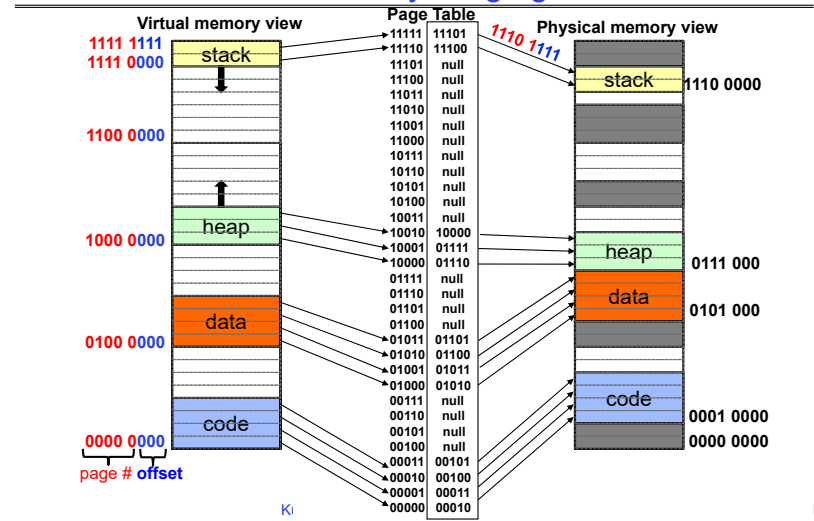 Page Table
Virtual memory view
Physical memory view
1111 1111
1111 0000
1100 0000
1000 0000
0100 0000
0000 0000
page # offset
stack
heap
data
code
11111 11101
11110 11100
11101 null
11100 null
11011 null
11010 null
11001 null
11000 null
10111 null
10110 null
10101 null
10100 null
10011 null
10010 10000
10001 01111
10000 01110
01111 null
01110 null
01101 null
01100 null
01011 01101
01010 01100
01001 01011
01000 01010
00111 null
00110 null
00101 null
00100 null
00011 00101
00010 00100
00001 00011
00000 00010
1110 1111
stack
1110 0000
heap
0111 000
data
0101 000
code
0001 0000
0000 0000